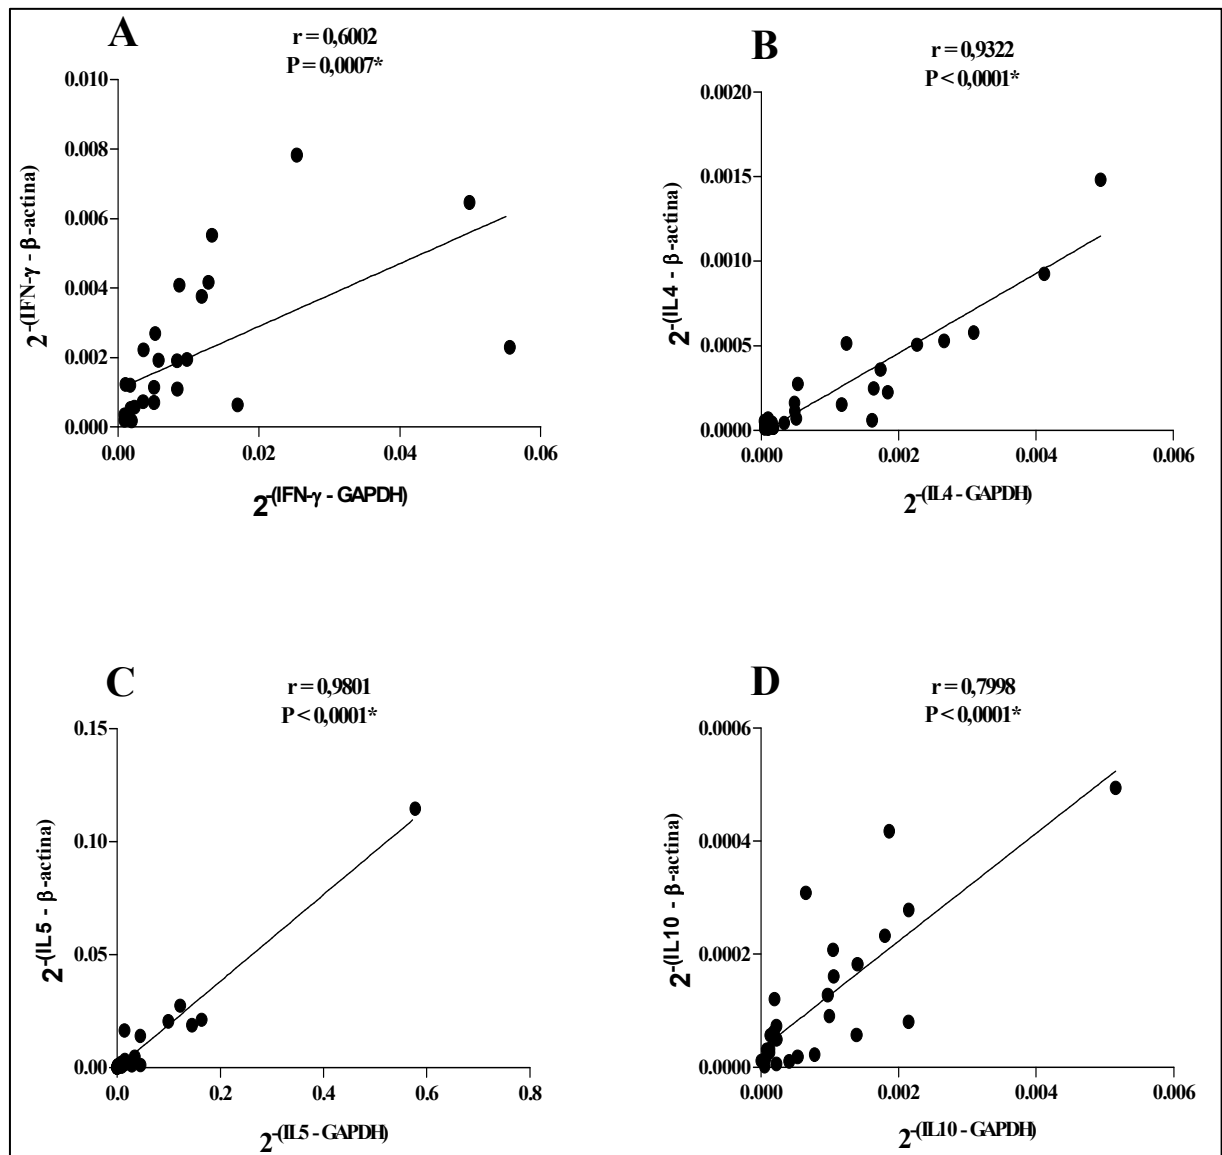 A
r = 0,6002
P = 0,0007*
0.010
0.008
0.006
0.004
0.002
0.000
0.00 0.02 0.04 0.06
2-(IFN-γ - β-actina)
2-(IFN-γ - GAPDH)
B
r = 0,9322
P < 0,0001*
0.0020
0.0015
0.0010
0.0005
0.0000
0.000 0.002 0.004 0.006
2-(IL4 - β-actina)
2-(IL4 - GAPDH)
C
r = 0,9801
P < 0,0001*
0.15
0.10
0.05
0.00
0.0 0.2 0.4 0.6 0.8
2-(IL5 - β-actina)
2-(IL5 - GAPDH)
D
r = 0,7998
P < 0,0001*
0.0006
0.0004
0.0002
0.0000
0.000 0.002 0.004 0.006
2-(IL10 - β-actina)
2-(IL10 - GAPDH)